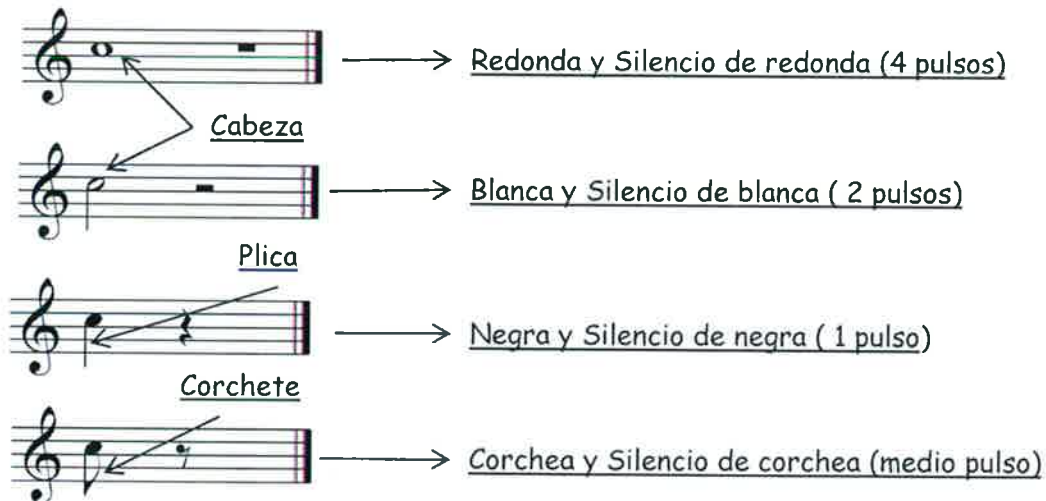 Redonda y Silencio de redonda (4 pulsos)
Cabeza
Blanca y Silencio de blanca ( 2 pulsos)
Plica
Negra y Silencio de negra ( 1 pulso)
Corchete
Corchea y Silencio de corchea (medio pulso)